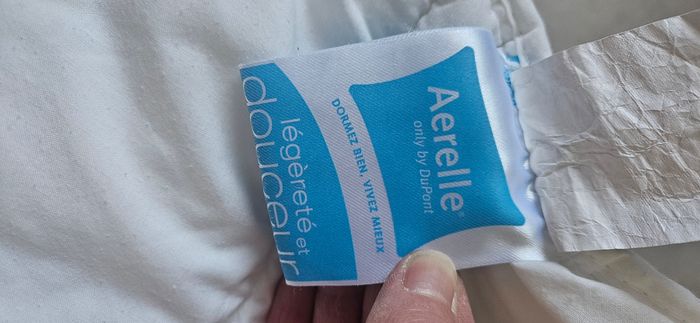 Aerelle®
only by DuPont
DORMEZ BIEN, VIVEZ MIEUX
légèreté et
douceur